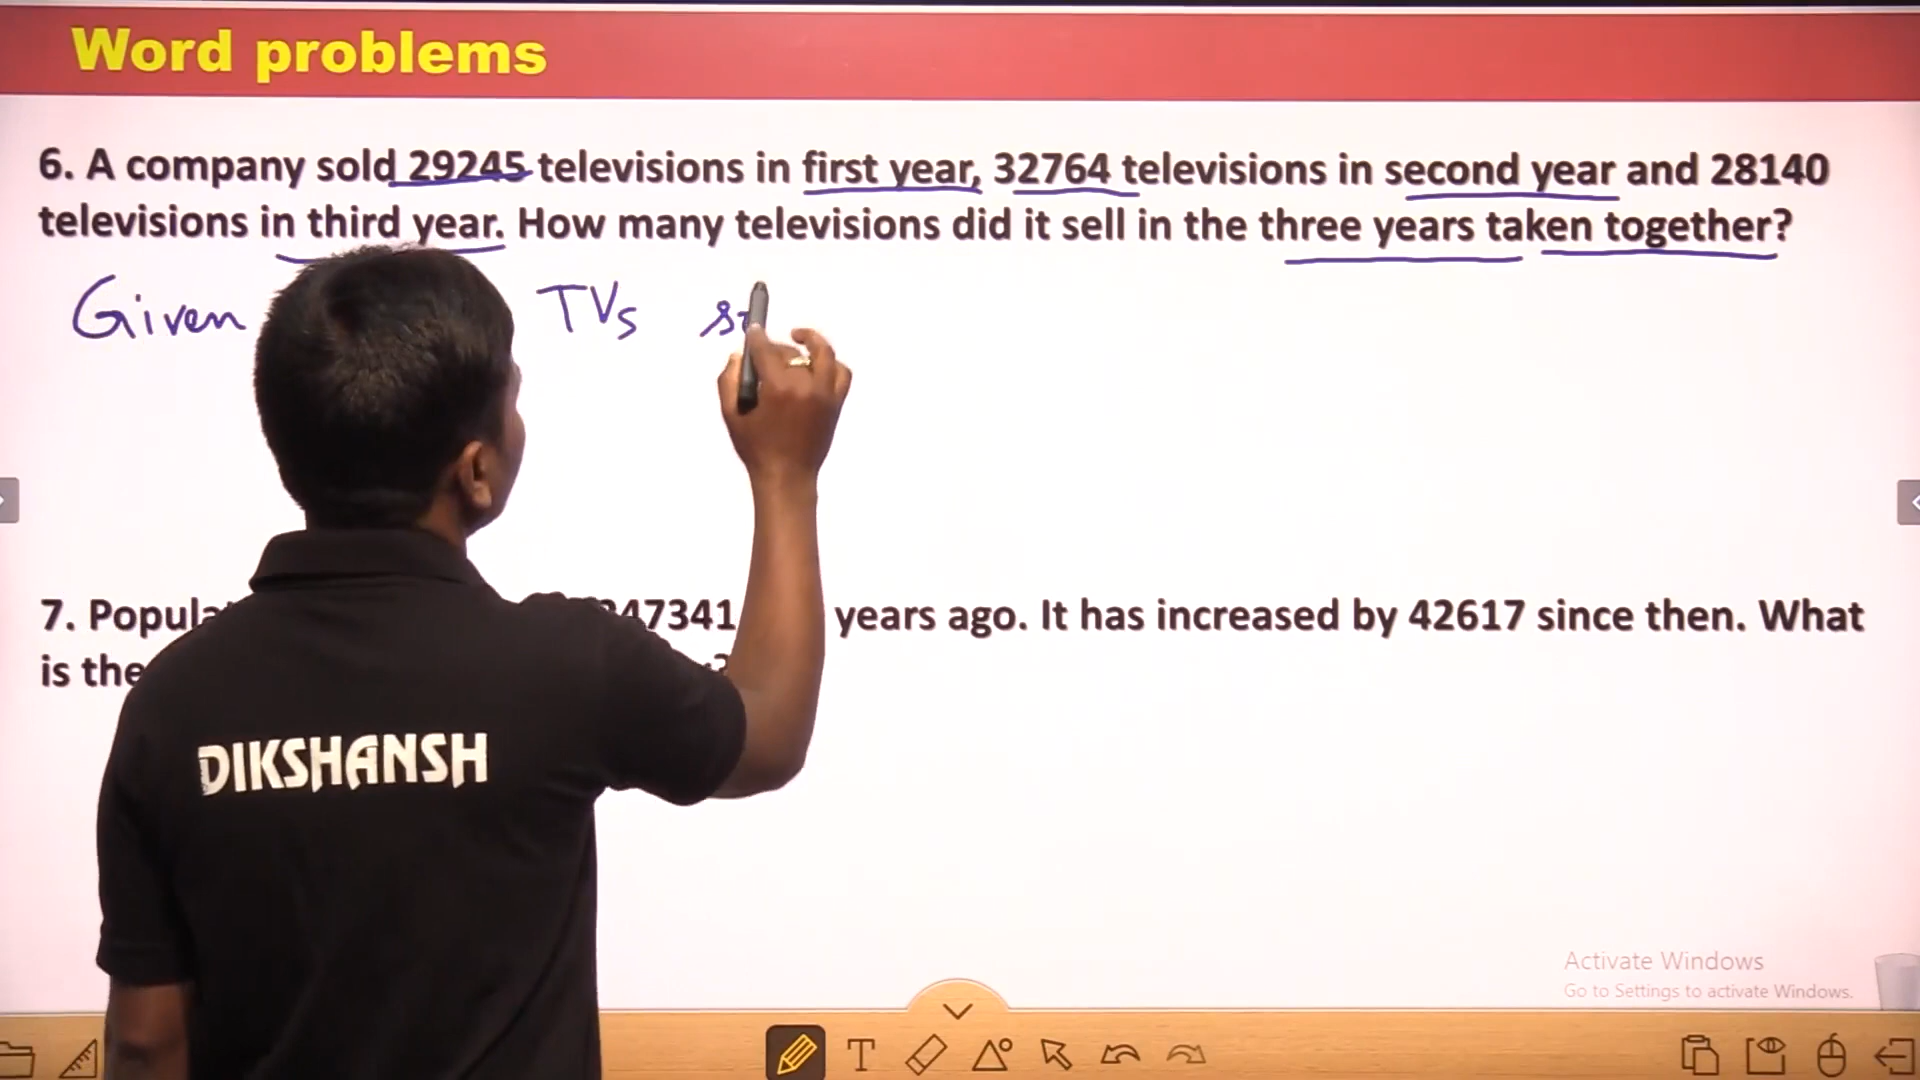 Word problems
6. A company sold 29245 televisions in first year, 32764 televisions in second year and 28140
televisions in third year. How many televisions did it sell in the three years taken together?
Given TVs
7. 47341 years ago. It has increased by 42617 since then. What
is the
DIKSHANSH
Activate Windows
Go to Settings to activate Windows.
T